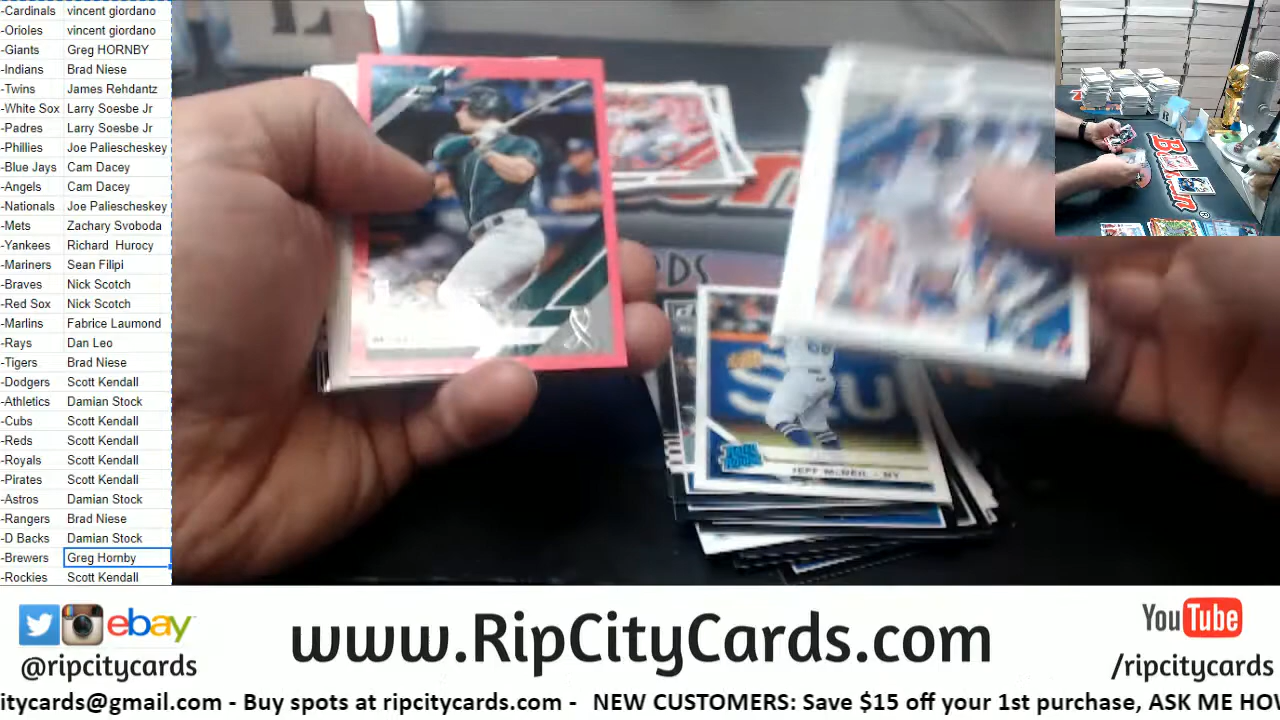 -Cardinals vincent giordano
-Orioles vincent giordano
-Giants Greg HORNBY
-Indians Brad Niese
-Twins James Rehdantz
-White Sox Larry Soesbe Jr
-Padres Larry Soesbe Jr
-Phillies Joe Paliescheskey
-Blue Jays Cam Dacey
-Angels Cam Dacey
-Nationals Joe Paliescheskey
-Mets Zachary Svoboda
-Yankees Richard Hurocy
-Mariners Sean Filipi
-Braves Nick Scotch
-Red Sox Nick Scotch
-Marlins Fabrice Laumond
-Rays Dan Leo
-Tigers Brad Niese
-Dodgers Scott Kendall
-Athletics Damian Stock
-Cubs Scott Kendall
-Reds Scott Kendall
-Royals Scott Kendall
-Pirates Scott Kendall
-Astros Damian Stock
-Rangers Brad Niese
-D Backs Damian Stock
-Brewers Greg Hornby
-Rockies Scott Kendall
JEFF McNEIL - NY
ebay
@ripcitycards
www.RipCityCards.com
YouTube
/ripcitycards
itycards@gmail.com - Buy spots at ripcitycards.com - NEW CUSTOMERS: Save $15 off your 1st purchase, ASK ME HOV